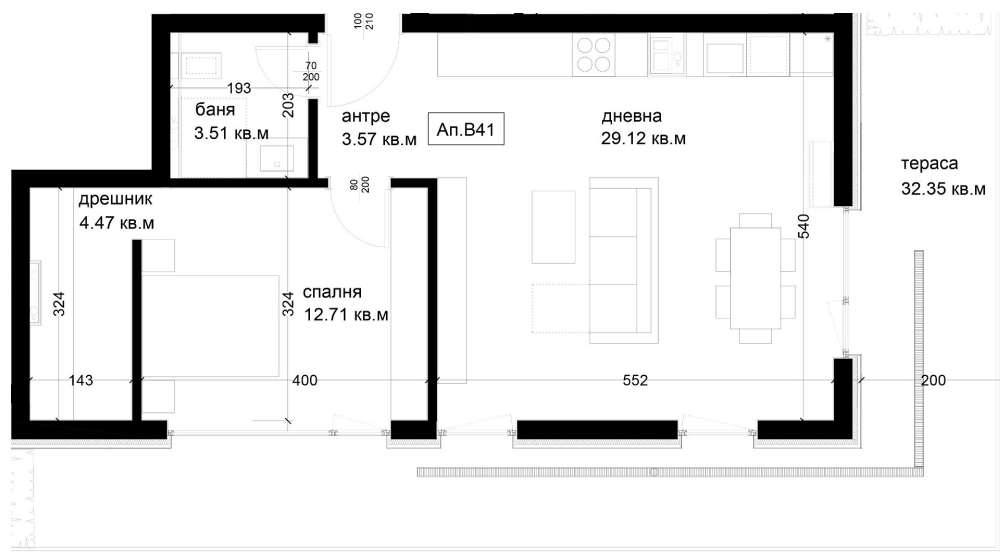 100
210
70
200
193
203
баня
3.51 кв.м
антре
3.57 кв.м
Ап.B41
дневна
29.12 кв.м
тераса
32.35 кв.м
80
200
дрешник
4.47 кв.м
540
324
324
спалня
12.71 кв.м
143
400
552
200